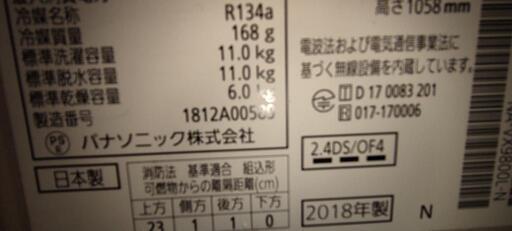 冷媒名称 R134a
冷媒質量 168 g
標準洗濯容量 11.0 kg
標準脱水容量 11.0 kg
標準乾燥容量 6.0 kg
製造番号
パナソニック株式会社
日本製
消防法 基準適合 組込形
可燃物からの離隔距離(cm)
上方 側方 後方 下方
23 1 1 0
高さ1058mm
電波法および電気通信事業法に
基づく無線設備を内蔵しています。
D 17 0083 201
017-170006
2.4DS/OF4
2018年製 N